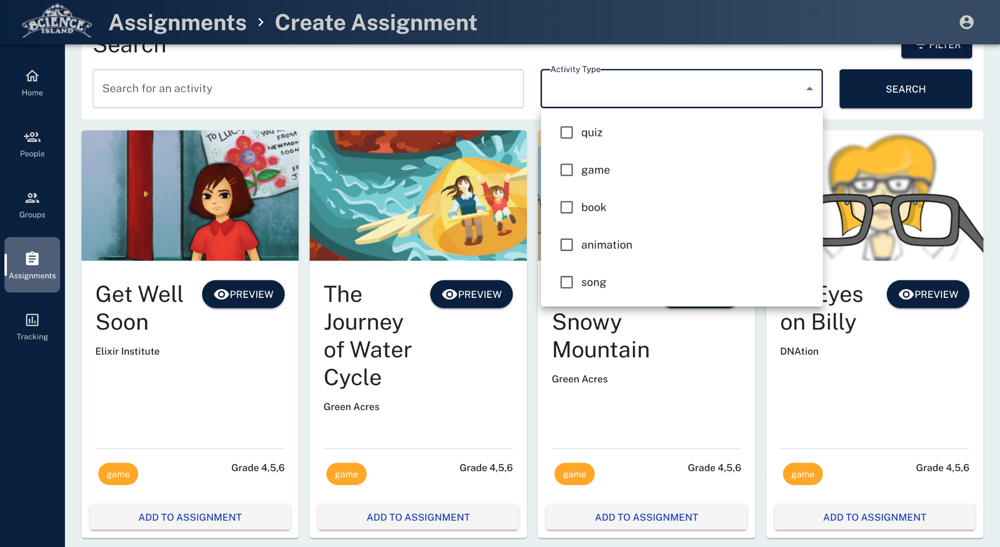 SCIENCE
ISLAND
Assignments › Create Assignment
Search
FILTER
Home
People
Groups
Assignments
Tracking
Search for an activity
Activity Type
SEARCH
quiz
game
book
animation
song
TO LUCY
YOU
FROM
NEWMON
SOON
Get Well
Soon
PREVIEW
Elixir Institute
game
Grade 4,5,6
ADD TO ASSIGNMENT
The
Journey
of Water
Cycle
PREVIEW
Green Acres
game
Grade 4,5,6
ADD TO ASSIGNMENT
Snowy
Mountain
Green Acres
game
Grade 4,5,6
ADD TO ASSIGNMENT
Eyes
on Billy
PREVIEW
DNAtion
game
Grade 4,5,6
ADD TO ASSIGNMENT